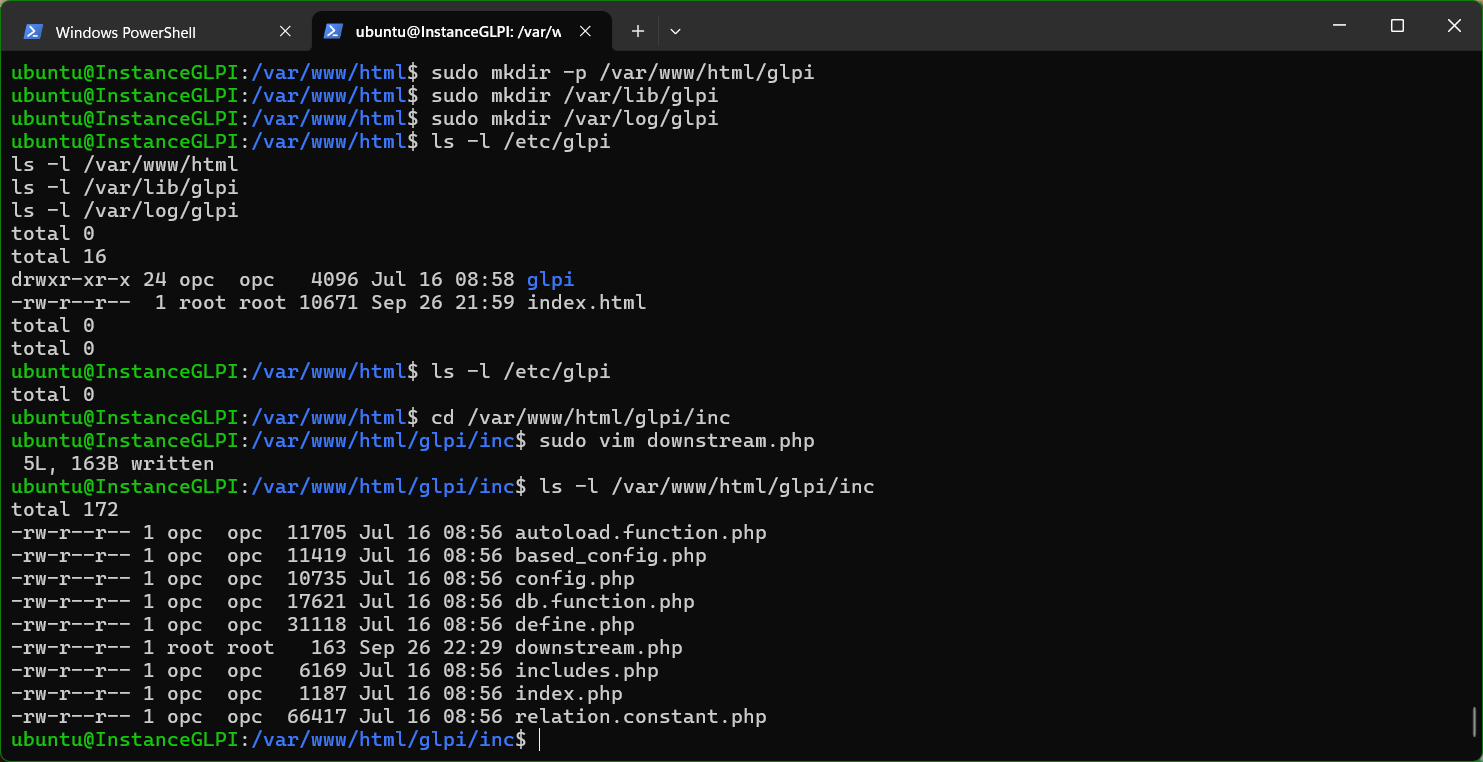 Windows PowerShell
ubuntu@InstanceGLPI: /var/w
ubuntu@InstanceGLPI:/var/www/html$ sudo mkdir -p /var/www/html/glpi
ubuntu@InstanceGLPI:/var/www/html$ sudo mkdir /var/lib/glpi
ubuntu@InstanceGLPI:/var/www/html$ sudo mkdir /var/log/glpi
ubuntu@InstanceGLPI:/var/www/html$ ls -l /etc/glpi
ls -l /var/www/html
ls -l /var/lib/glpi
ls -l /var/log/glpi
total 0
total 16
drwxr-xr-x 24 opc  opc   4096 Jul 16 08:58 glpi
-rw-r--r--  1 root root 10671 Sep 26 21:59 index.html
total 0
total 0
ubuntu@InstanceGLPI:/var/www/html$ ls -l /etc/glpi
total 0
ubuntu@InstanceGLPI:/var/www/html$ cd /var/www/html/glpi/inc
ubuntu@InstanceGLPI:/var/www/html/glpi/inc$ sudo vim downstream.php
 5L, 163B written
ubuntu@InstanceGLPI:/var/www/html/glpi/inc$ ls -l /var/www/html/glpi/inc
total 172
-rw-r--r-- 1 opc  opc  11705 Jul 16 08:56 autoload.function.php
-rw-r--r-- 1 opc  opc  11419 Jul 16 08:56 based_config.php
-rw-r--r-- 1 opc  opc  10735 Jul 16 08:56 config.php
-rw-r--r-- 1 opc  opc  17621 Jul 16 08:56 db.function.php
-rw-r--r-- 1 opc  opc  31118 Jul 16 08:56 define.php
-rw-r--r-- 1 root root   163 Sep 26 22:29 downstream.php
-rw-r--r-- 1 opc  opc   6169 Jul 16 08:56 includes.php
-rw-r--r-- 1 opc  opc   1187 Jul 16 08:56 index.php
-rw-r--r-- 1 opc  opc  66417 Jul 16 08:56 relation.constant.php
ubuntu@InstanceGLPI:/var/www/html/glpi/inc$